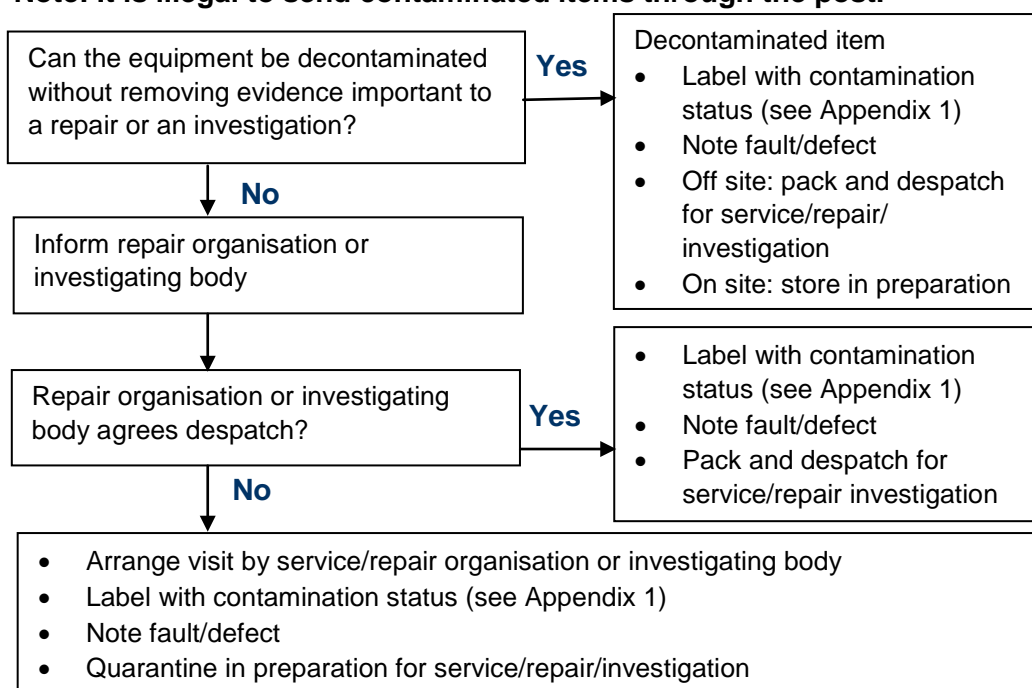 Note: It is illegal to send contaminated items through the post.
Can the equipment be decontaminated
without removing evidence important to
a repair or an investigation?
Yes
Decontaminated item
• Label with contamination
status (see Appendix 1)
• Note fault/defect
• Off site: pack and despatch
for service/repair/
investigation
• On site: store in preparation
No
Inform repair organisation or
investigating body
Repair organisation or investigating
body agrees despatch?
Yes
• Label with contamination
status (see Appendix 1)
• Note fault/defect
• Pack and despatch for
service/repair investigation
No
• Arrange visit by service/repair organisation or investigating body
• Label with contamination status (see Appendix 1)
• Note fault/defect
• Quarantine in preparation for service/repair/investigation